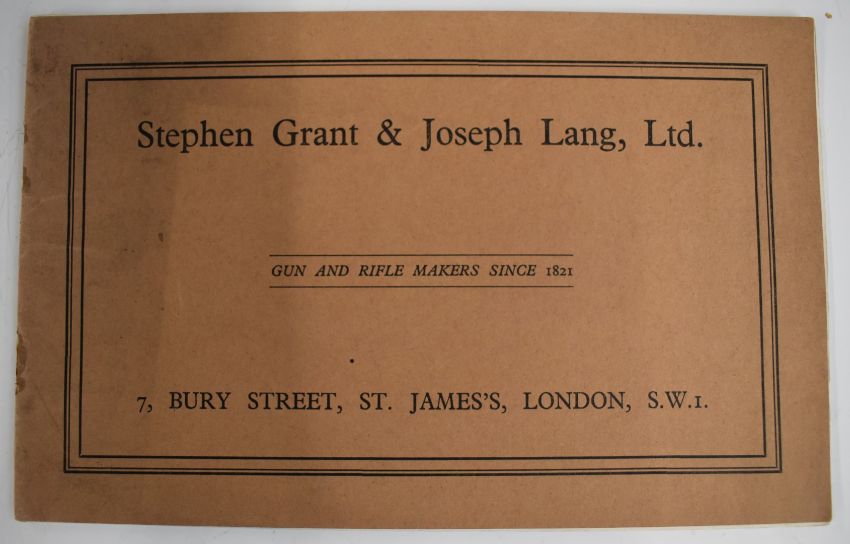 Stephen Grant & Joseph Lang, Ltd.
GUN AND RIFLE MAKERS SINCE 1821
7, BURY STREET, ST. JAMES'S, LONDON, S.W.1.